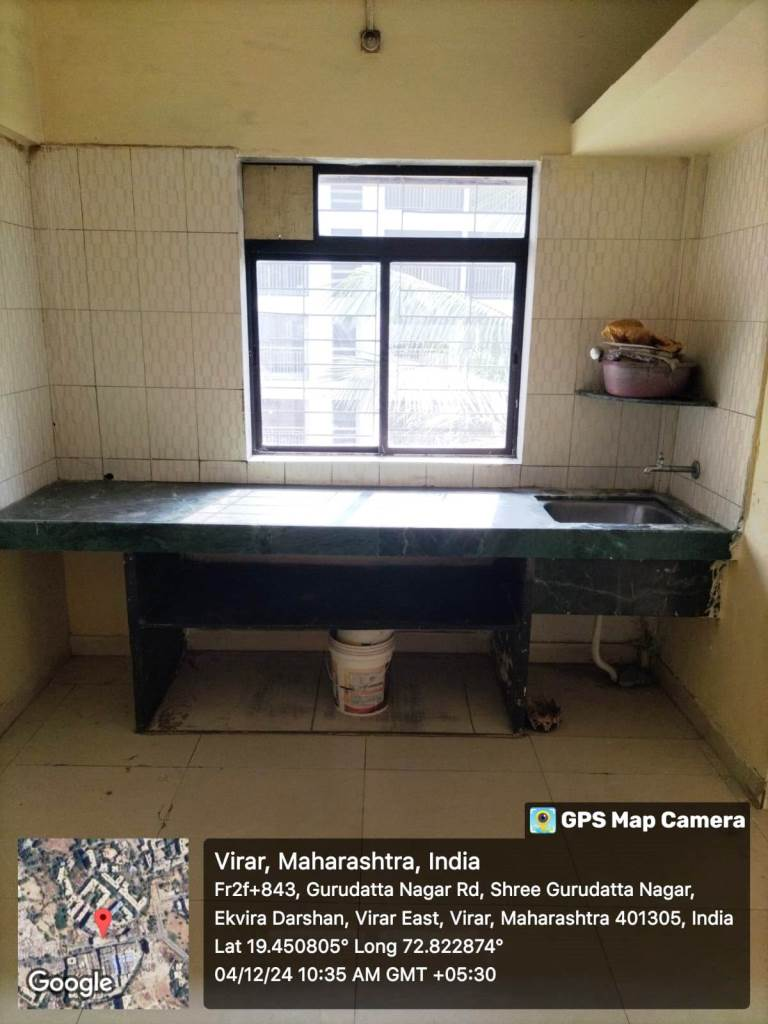 GPS Map Camera
Virar, Maharashtra, India
Fr2f+843, Gurudatta Nagar Rd, Shree Gurudatta Nagar,
Ekvira Darshan, Virar East, Virar, Maharashtra 401305, India
Lat 19.450805° Long 72.822874°
04/12/24 10:35 AM GMT +05:30
Google